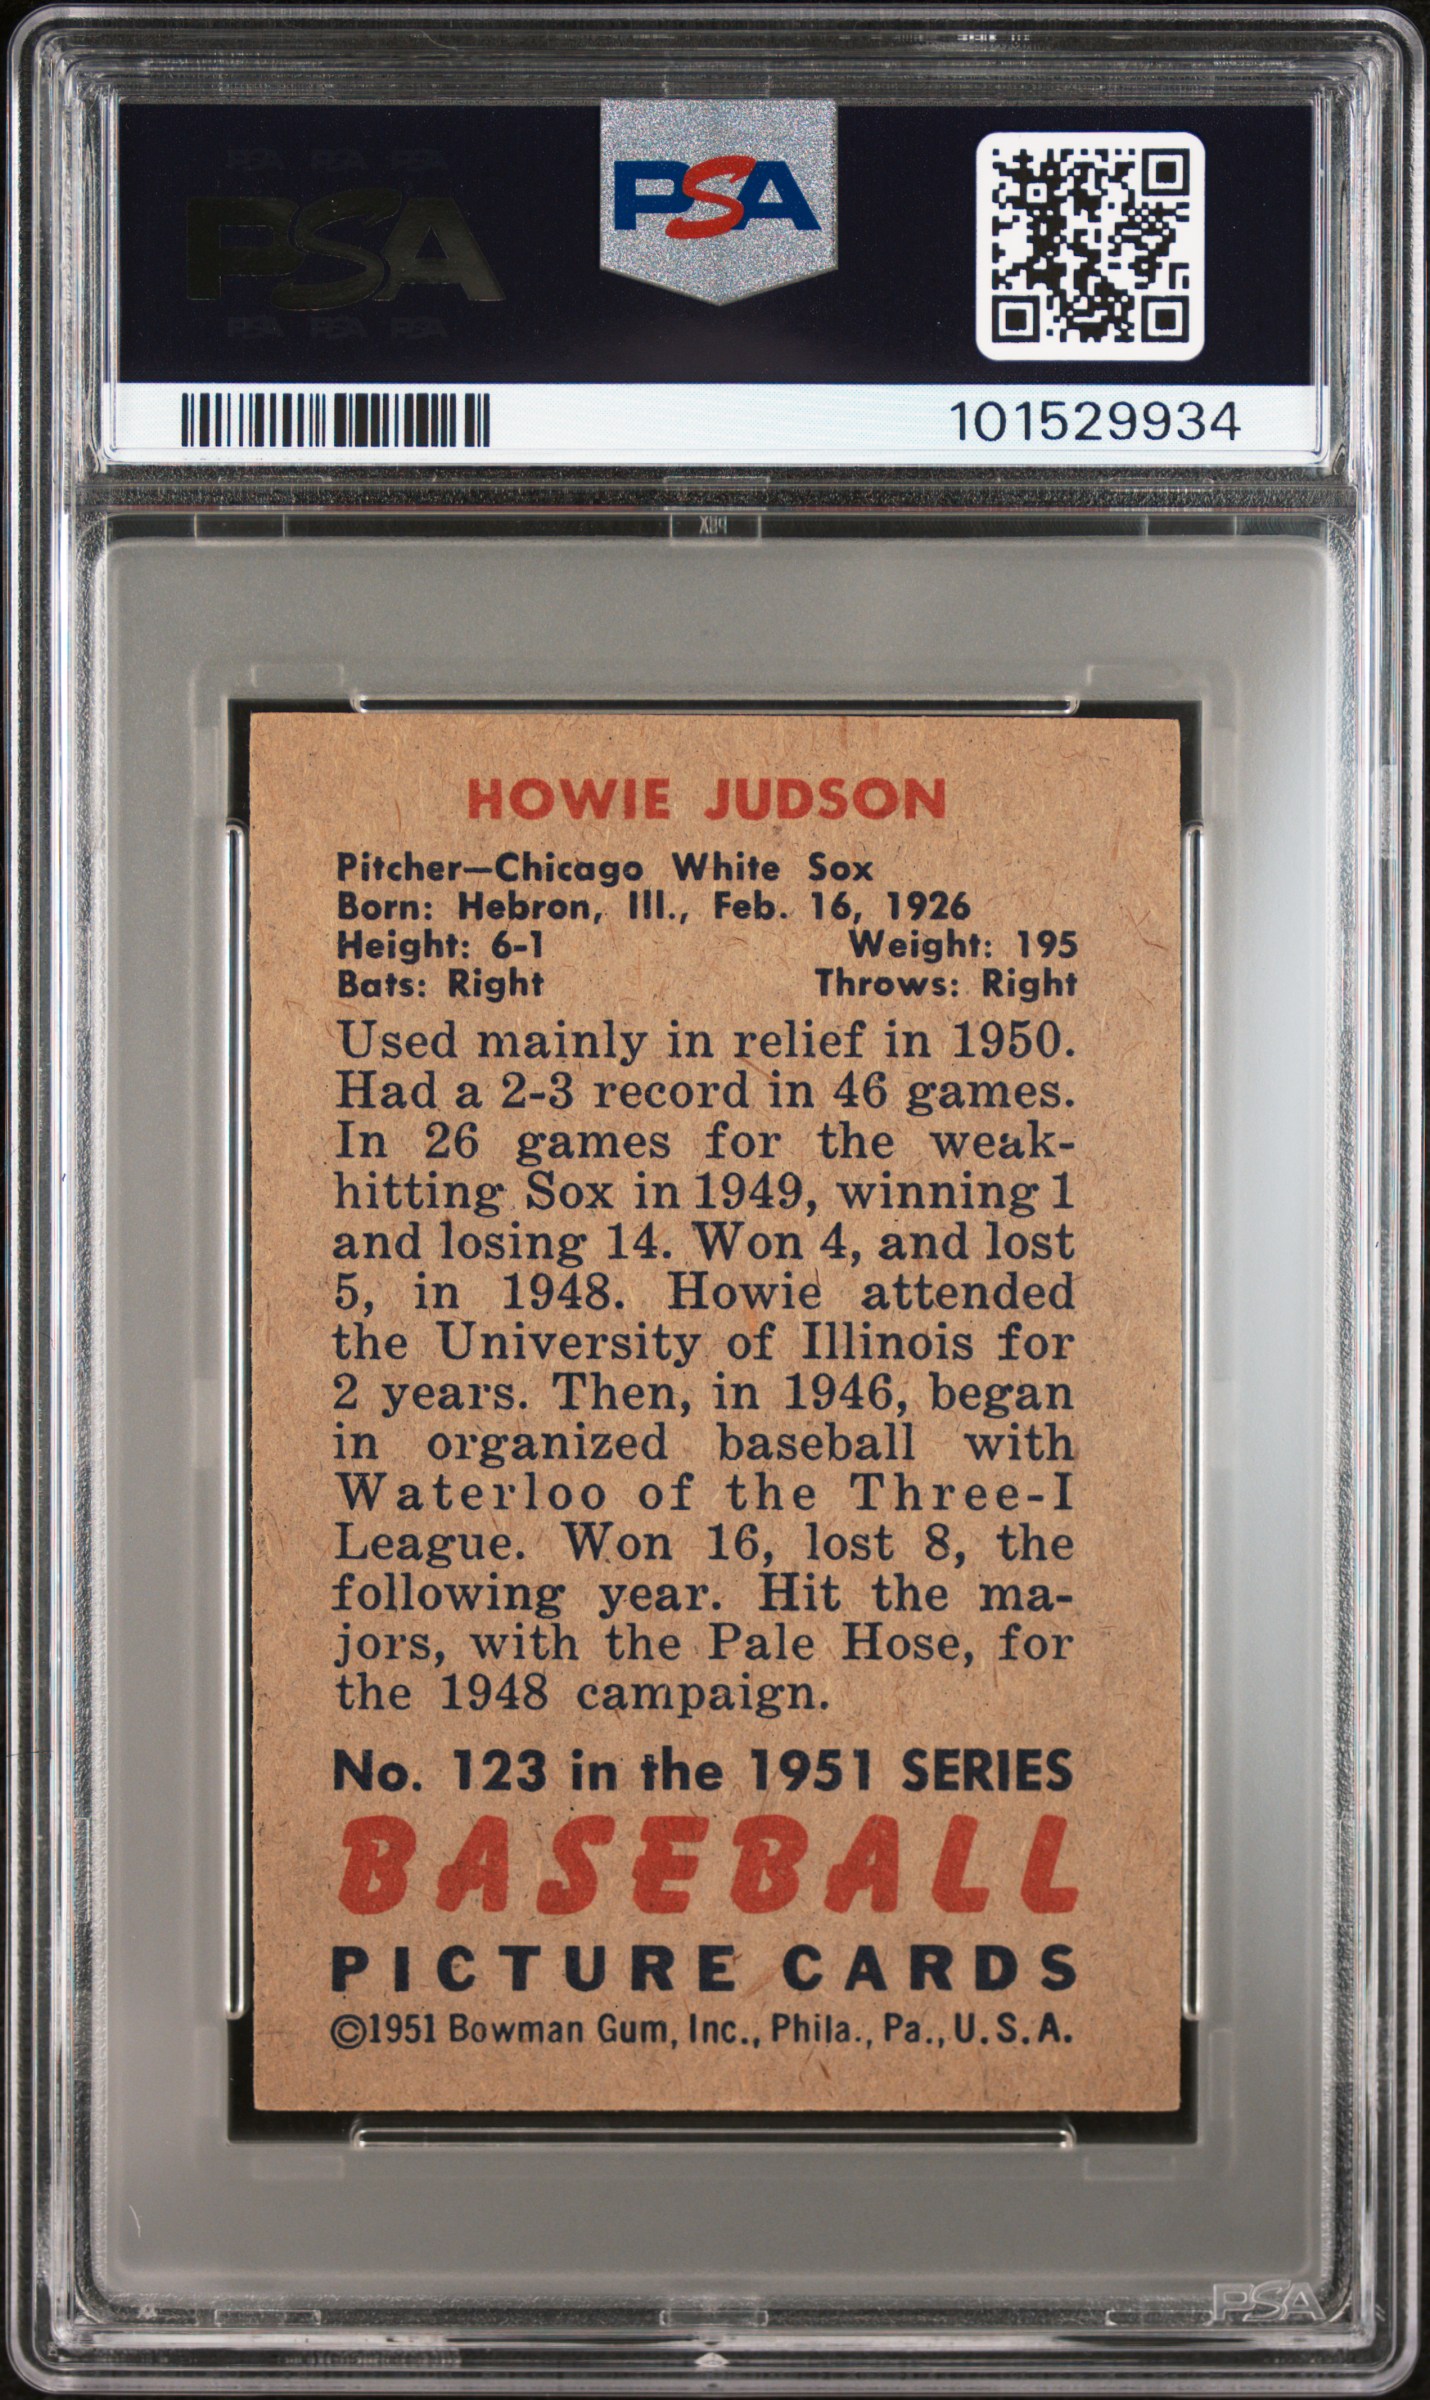 PSA PSA PSA
PSA
PSA PSA PSA
PSA
101529934
HOWIE JUDSON
Pitcher—Chicago White Sox
Born: Hebron, Ill., Feb. 16, 1926
Height: 6-1 Weight: 195
Bats: Right Throws: Right
Used mainly in relief in 1950.
Had a 2-3 record in 46 games.
In 26 games for the weak-
hitting Sox in 1949, winning 1
and losing 14. Won 4, and lost
5, in 1948. Howie attended
the University of Illinois for
2 years. Then, in 1946, began
in organized baseball with
Waterloo of the Three-I
League. Won 16, lost 8, the
following year. Hit the ma-
jors, with the Pale Hose, for
the 1948 campaign.
No. 123 in the 1951 SERIES
BASEBALL
PICTURE CARDS
©1951 Bowman Gum, Inc., Phila., Pa., U.S.A.
PSA